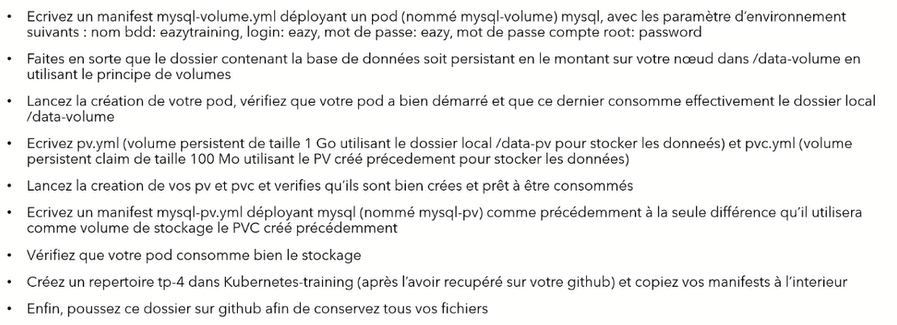 • Ecrivez un manifest mysql-volume.yml déployant un pod (nommé mysql-volume) mysql, avec les paramètre d'environnement
suivants : nom bdd: eazytraining, login: eazy, mot de passe: eazy, mot de passe compte root: password
• Faites en sorte que le dossier contenant la base de données soit persistant en le montant sur votre nœud dans /data-volume en
utilisant le principe de volumes
• Lancez la création de votre pod, vérifiez que votre pod a bien démarré et que ce dernier consomme effectivement le dossier local
/data-volume
• Ecrivez pv.yml (volume persistent de taille 1 Go utilisant le dossier local /data-pv pour stocker les donneés) et pvc.yml (volume
persistent claim de taille 100 Mo utilisant le PV créé précedement pour stocker les données)
• Lancez la creation de vos pv et pvc et verifies qu'ils sont bien crées et prêt à être consommés
• Ecrivez un manifest mysql-pv.yml déployant mysql (nommé mysql-pv) comme précédemment à la seule différence qu'il utilisera
comme volume de stockage le PVC créé précédemment
• Vérifiez que votre pod consomme bien le stockage
• Créez un repertoire tp-4 dans Kubernetes-training (après l'avoir recupéré sur votre github) et copiez vos manifests à l'interieur
• Enfin, poussez ce dossier sur github afin de conservez tous vos fichiers